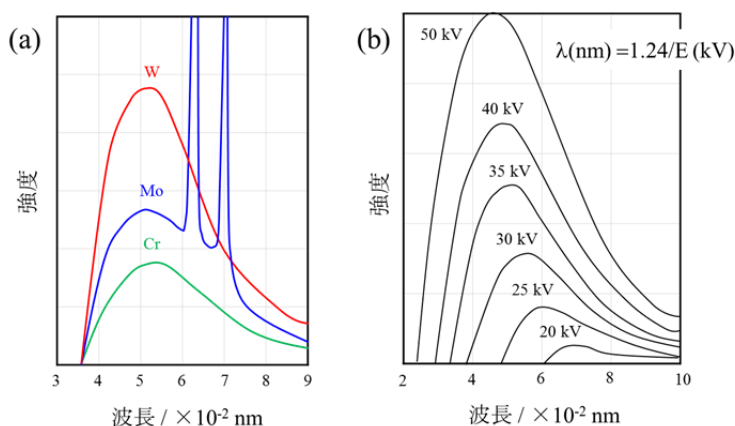 (a)
W
Mo
Cr
強度
3 4 5 6 7 8 9
波長 / ×10⁻² nm
(b)
50 kV
λ(nm) =1.24/E (kV)
40 kV
35 kV
30 kV
25 kV
20 kV
強度
2 4 6 8 10
波長 / ×10⁻² nm